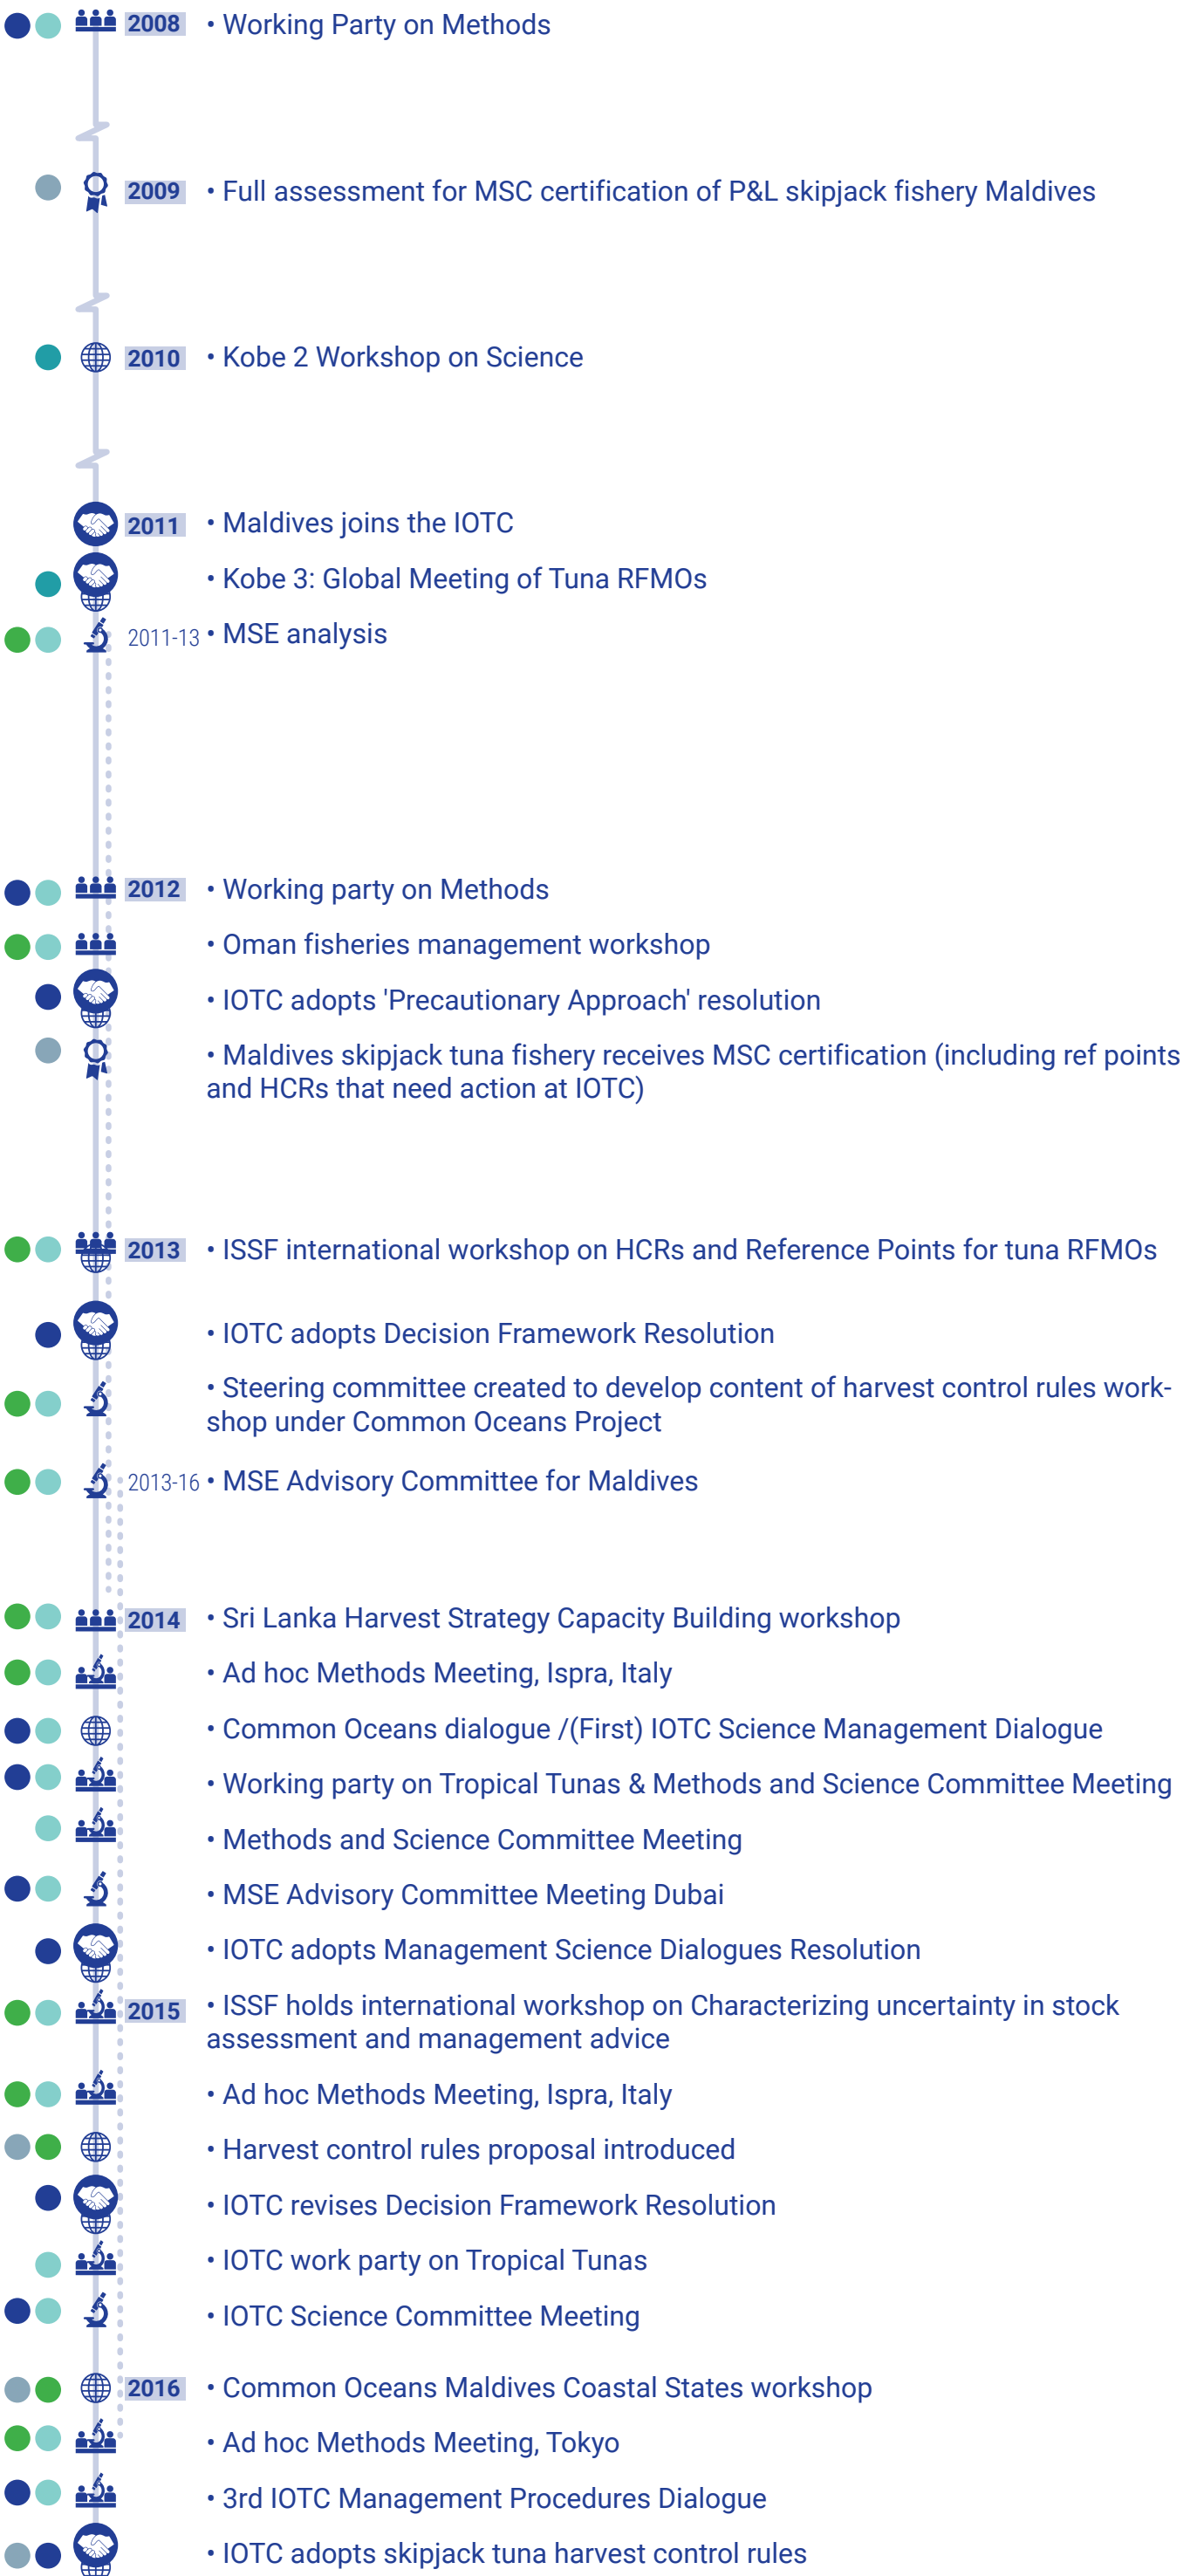 2008 • Working Party on Methods
2009 • Full assessment for MSC certification of P&L skipjack fishery Maldives
2010 • Kobe 2 Workshop on Science
2011 • Maldives joins the IOTC
• Kobe 3: Global Meeting of Tuna RFMOs
2011-13 • MSE analysis
2012 • Working party on Methods
• Oman fisheries management workshop
• IOTC adopts 'Precautionary Approach' resolution
• Maldives skipjack tuna fishery receives MSC certification (including ref points
and HCRs that need action at IOTC)
2013 • ISSF international workshop on HCRs and Reference Points for tuna RFMOs
• IOTC adopts Decision Framework Resolution
• Steering committee created to develop content of harvest control rules work-
shop under Common Oceans Project
2013-16 • MSE Advisory Committee for Maldives
2014 • Sri Lanka Harvest Strategy Capacity Building workshop
• Ad hoc Methods Meeting, Ispra, Italy
• Common Oceans dialogue /(First) IOTC Science Management Dialogue
• Working party on Tropical Tunas & Methods and Science Committee Meeting
• Methods and Science Committee Meeting
• MSE Advisory Committee Meeting Dubai
• IOTC adopts Management Science Dialogues Resolution
2015 • ISSF holds international workshop on Characterizing uncertainty in stock
assessment and management advice
• Ad hoc Methods Meeting, Ispra, Italy
• Harvest control rules proposal introduced
• IOTC revises Decision Framework Resolution
• IOTC work party on Tropical Tunas
• IOTC Science Committee Meeting
2016 • Common Oceans Maldives Coastal States workshop
• Ad hoc Methods Meeting, Tokyo
• 3rd IOTC Management Procedures Dialogue
• IOTC adopts skipjack tuna harvest control rules